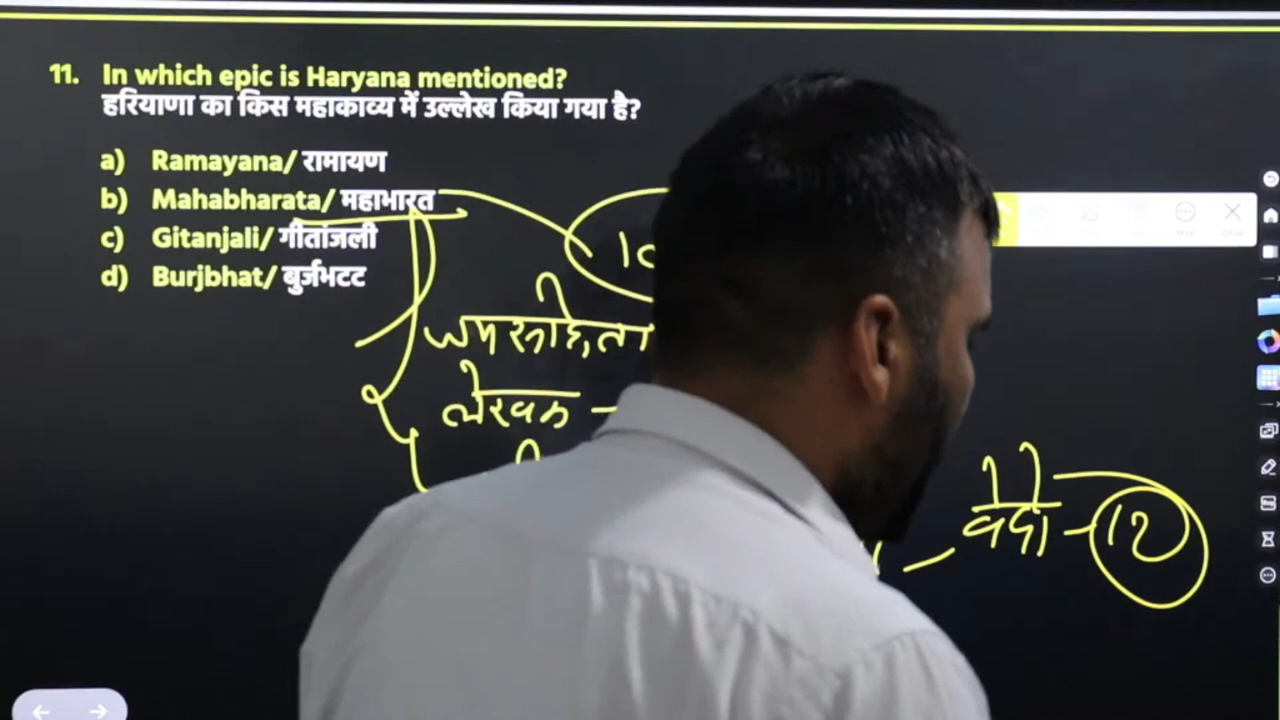 11. In which epic is Haryana mentioned?
हरियाणा का किस महाकाव्य में उल्लेख किया गया है?
a) Ramayana/ रामायण
b) Mahabharata/ महाभारत
c) Gitanjali/ गीतांजली
d) Burjbhat/ बुर्जभटट
लेखक –
12